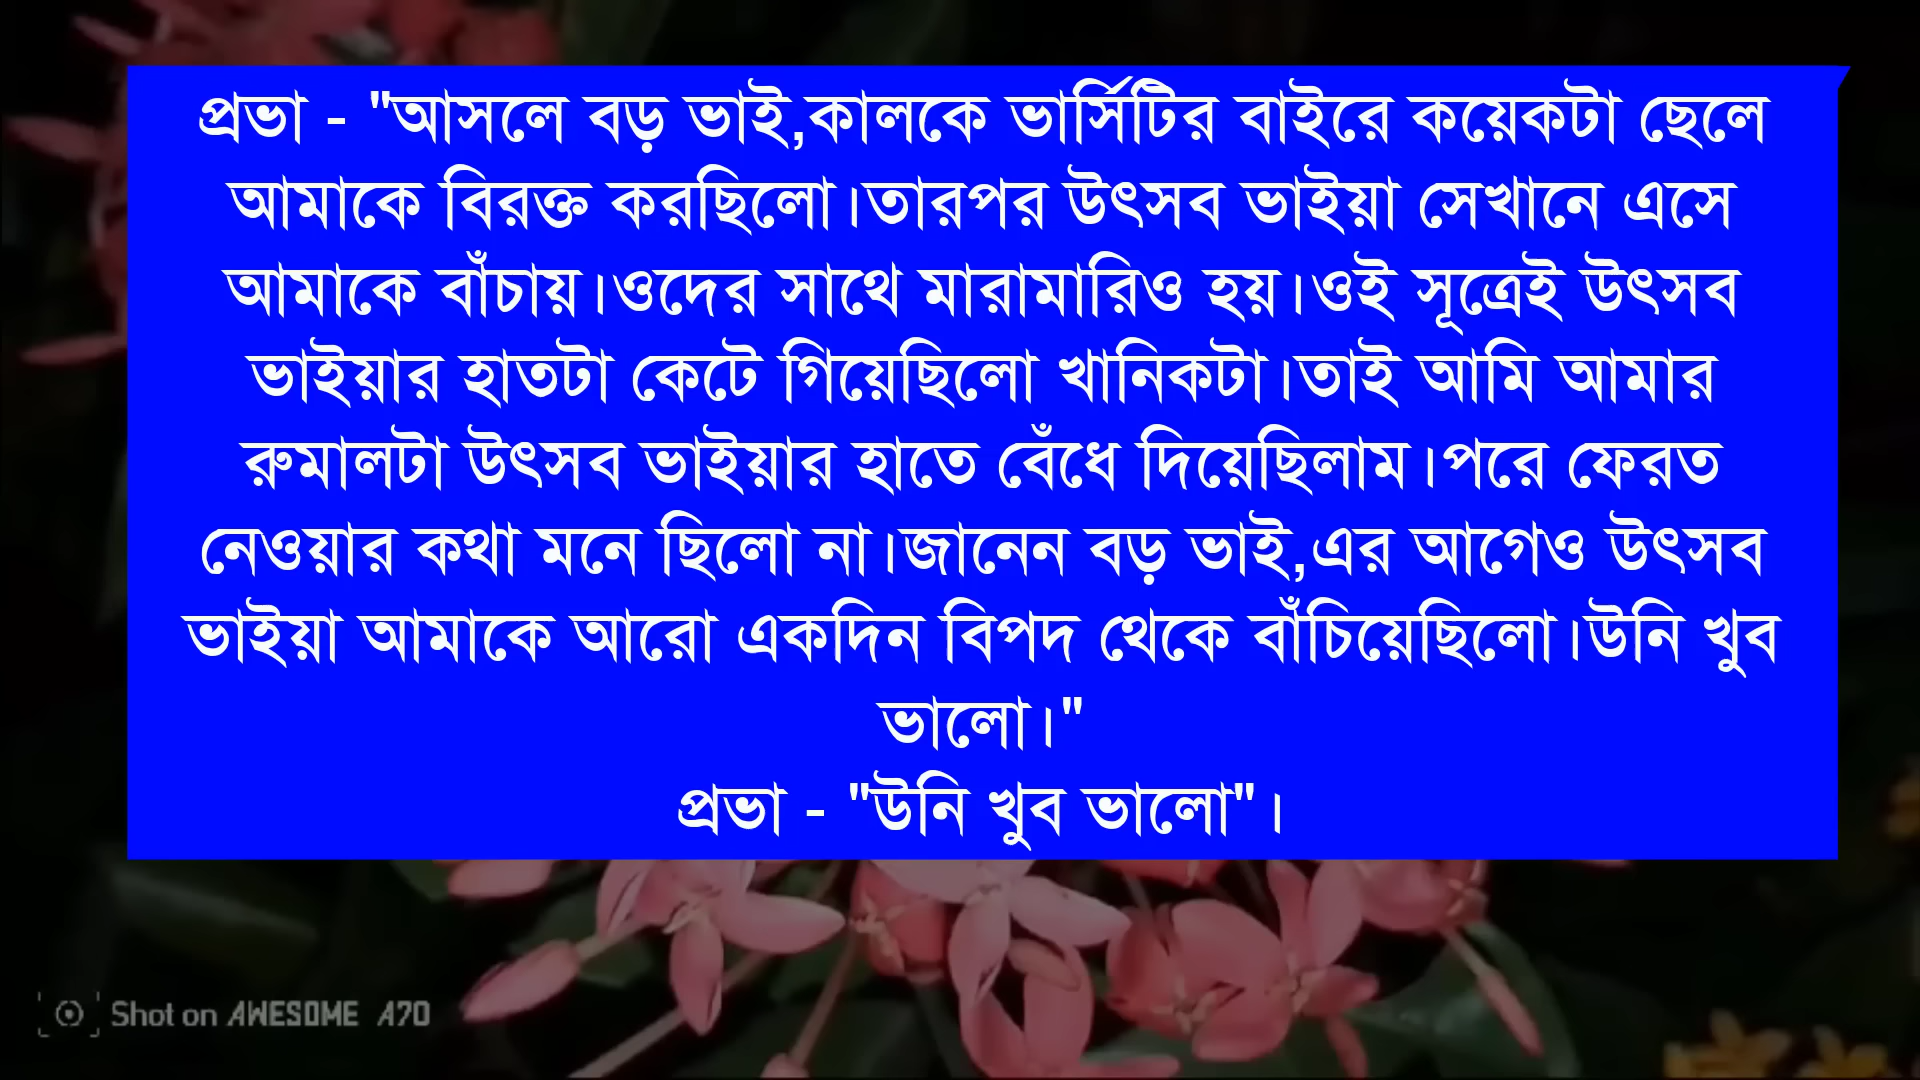 প্রভা - "আসলে বড় ভাই,কালকে ভার্সিটির বাইরে কয়েকটা ছেলে
আমাকে বিরক্ত করছিলো।তারপর উৎসব ভাইয়া সেখানে এসে
আমাকে বাঁচায়।ওদের সাথে মারামারিও হয়।ওই সূত্রেই উৎসব
ভাইয়ার হাতটা কেটে গিয়েছিলো খানিকটা।তাই আমি আমার
রুমালটা উৎসব ভাইয়ার হাতে বেঁধে দিয়েছিলাম।পরে ফেরত
নেওয়ার কথা মনে ছিলো না।জানেন বড় ভাই,এর আগেও উৎসব
ভাইয়া আমাকে আরো একদিন বিপদ থেকে বাঁচিয়েছিলো।উনি খুব
ভালো।"
প্রভা - "উনি খুব ভালো"।
Shot on AWESOME A70